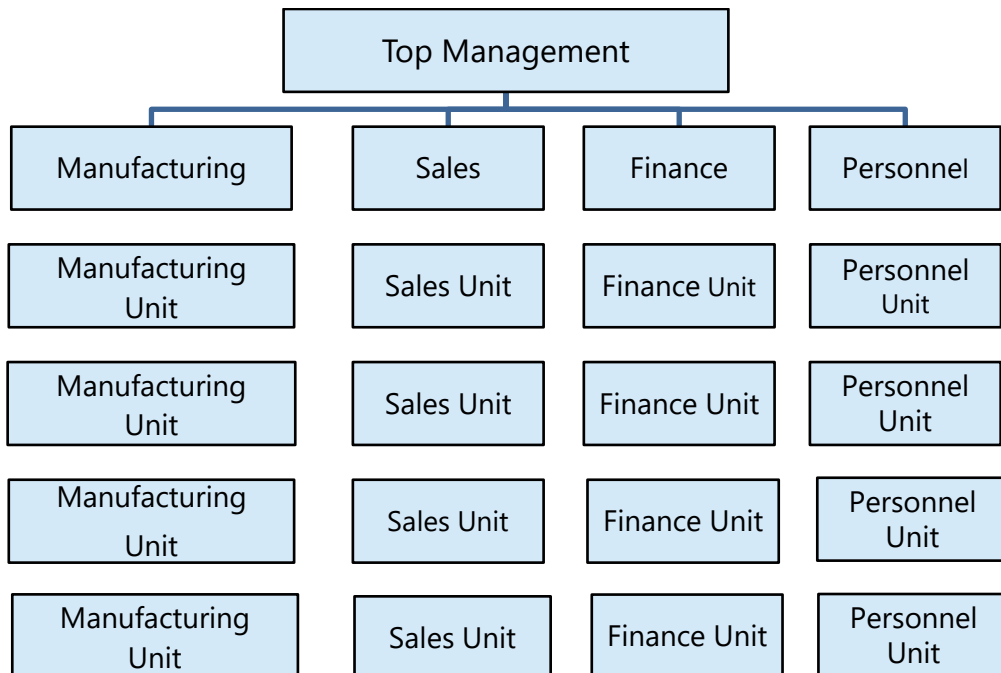 Top Management
Manufacturing
Sales
Finance
Personnel
Manufacturing
Unit
Sales Unit
Finance Unit
Personnel
Unit
Manufacturing
Unit
Sales Unit
Finance Unit
Personnel
Unit
Manufacturing
Unit
Sales Unit
Finance Unit
Personnel
Unit
Manufacturing
Unit
Sales Unit
Finance Unit
Personnel
Unit